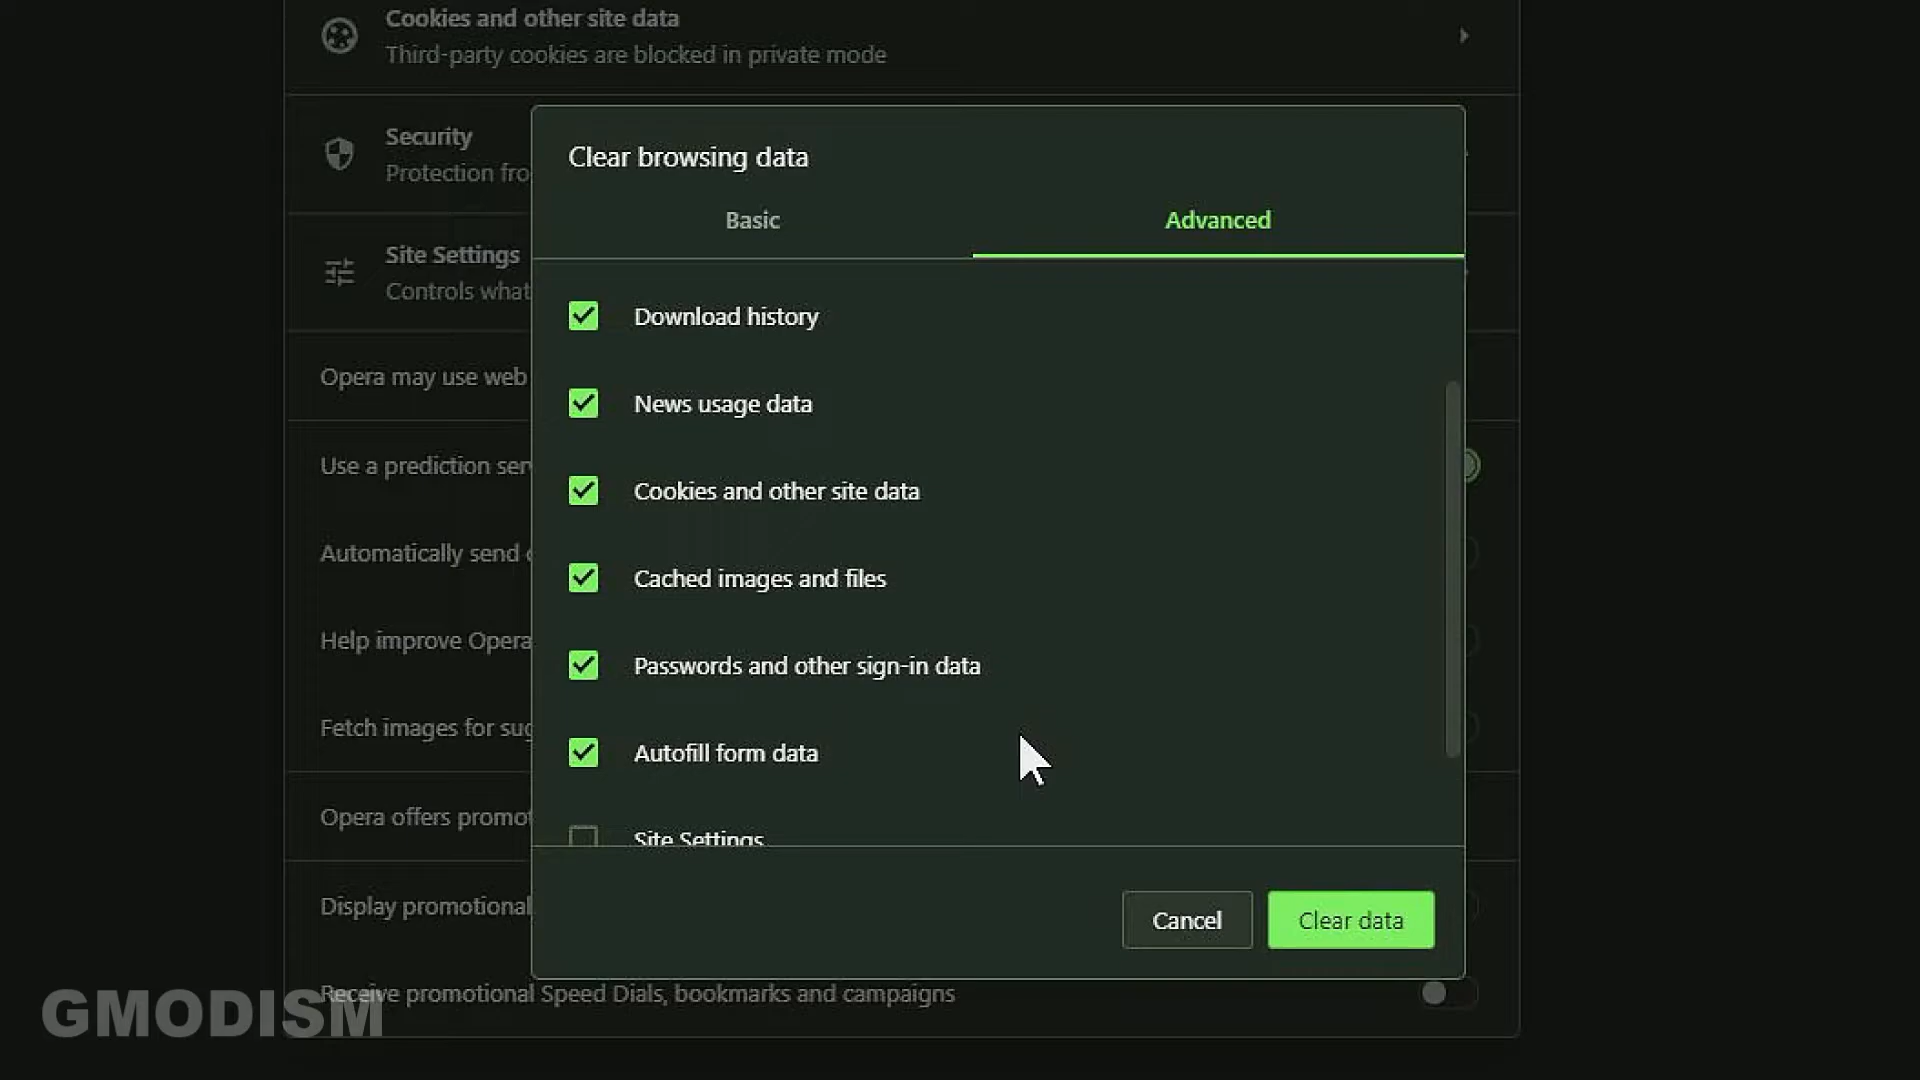 Cookies and other site data
Third-party cookies are blocked in private mode
Security
Protection fro
Site Settings
Controls what
Opera may use web
Use a prediction ser
Automatically send
Help improve Opera
Fetch images for sug
Opera offers promot
Display promotional
Receive promotional Speed Dials, bookmarks and campaigns
Clear browsing data
Basic
Advanced
Download history
News usage data
Cookies and other site data
Cached images and files
Passwords and other sign-in data
Autofill form data
Site Settings
Cancel
Clear data
GMODISM